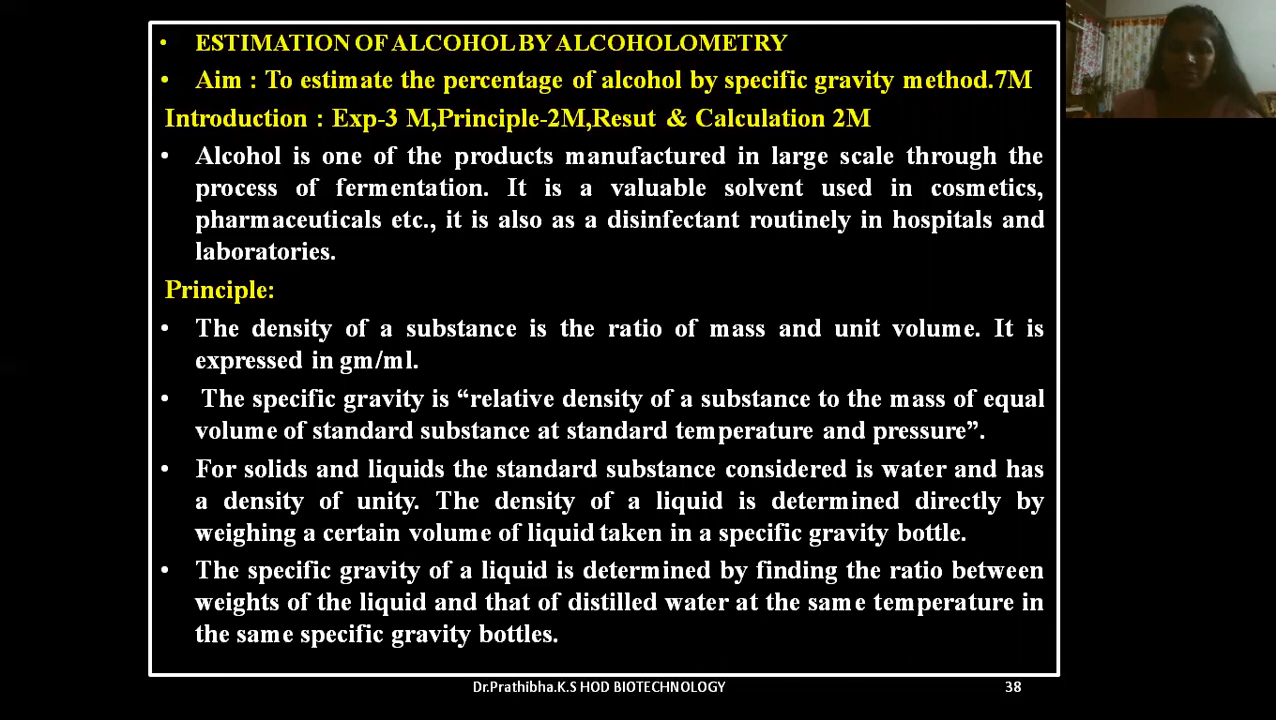 • ESTIMATION OF ALCOHOL BY ALCOHOLOMETRY
• Aim : To estimate the percentage of alcohol by specific gravity method.7M
Introduction : Exp-3 M,Principle-2M,Resut & Calculation 2M
• Alcohol is one of the products manufactured in large scale through the
process of fermentation. It is a valuable solvent used in cosmetics,
pharmaceuticals etc., it is also as a disinfectant routinely in hospitals and
laboratories.
Principle:
• The density of a substance is the ratio of mass and unit volume. It is
expressed in gm/ml.
• The specific gravity is “relative density of a substance to the mass of equal
volume of standard substance at standard temperature and pressure”.
• For solids and liquids the standard substance considered is water and has
a density of unity. The density of a liquid is determined directly by
weighing a certain volume of liquid taken in a specific gravity bottle.
• The specific gravity of a liquid is determined by finding the ratio between
weights of the liquid and that of distilled water at the same temperature in
the same specific gravity bottles.
Dr.Prathibha.K.S HOD BIOTECHNOLOGY 38